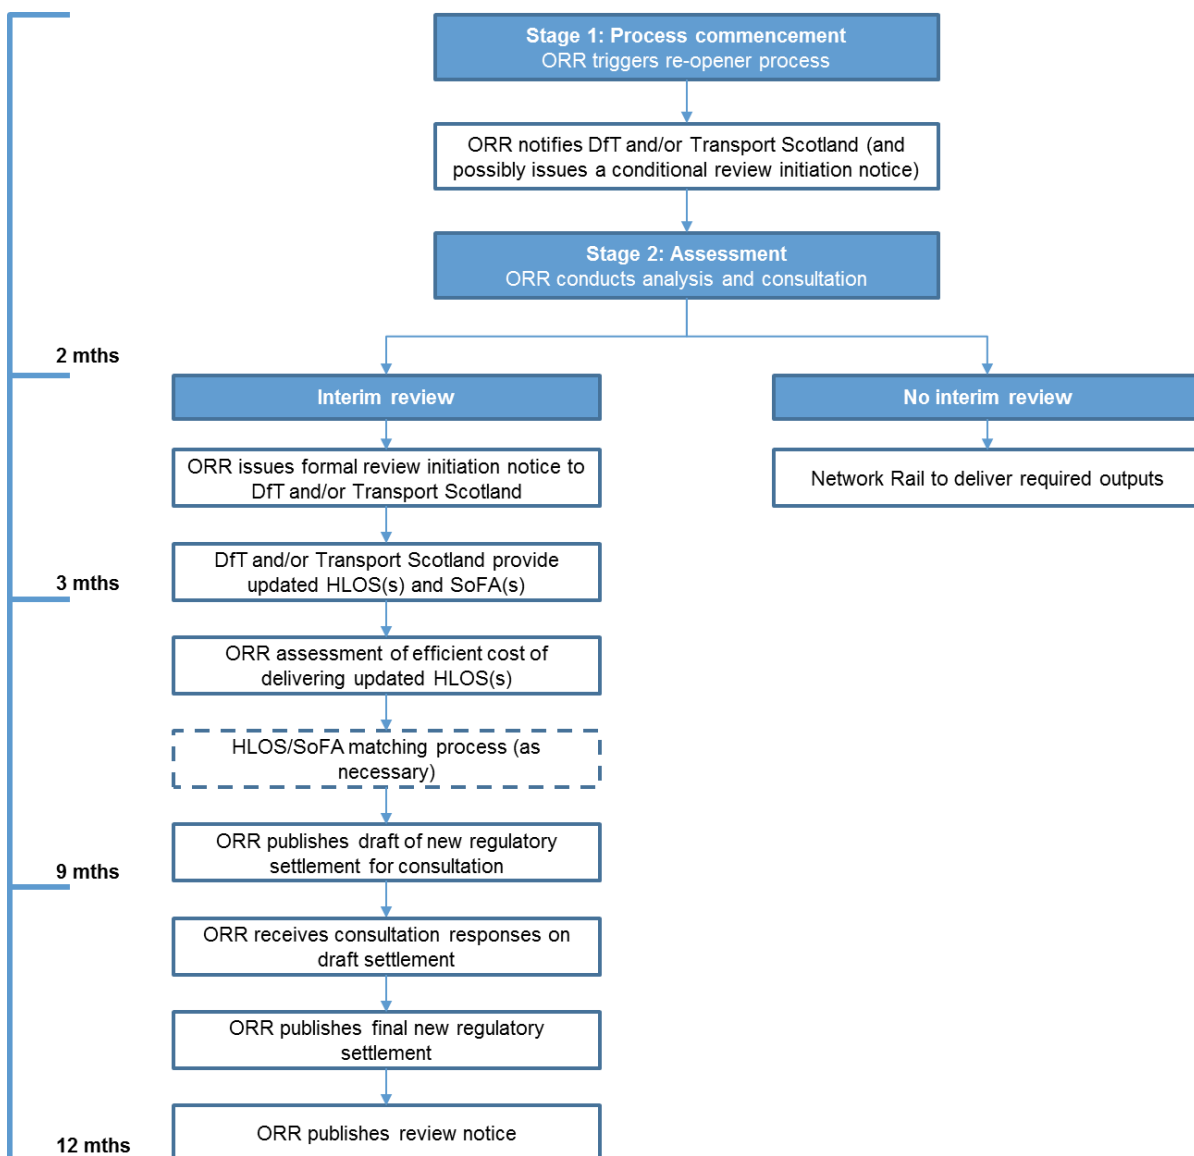 Stage 1: Process commencement
ORR triggers re-opener process
ORR notifies DfT and/or Transport Scotland (and
possibly issues a conditional review initiation notice)
Stage 2: Assessment
ORR conducts analysis and consultation
2 mths
Interim review
No interim review
ORR issues formal review initiation notice to
DfT and/or Transport Scotland
Network Rail to deliver required outputs
3 mths
DfT and/or Transport Scotland provide
updated HLOS(s) and SoFA(s)
ORR assessment of efficient cost of
delivering updated HLOS(s)
HLOS/SoFA matching process (as
necessary)
9 mths
ORR publishes draft of new regulatory
settlement for consultation
ORR receives consultation responses on
draft settlement
ORR publishes final new regulatory
settlement
12 mths
ORR publishes review notice